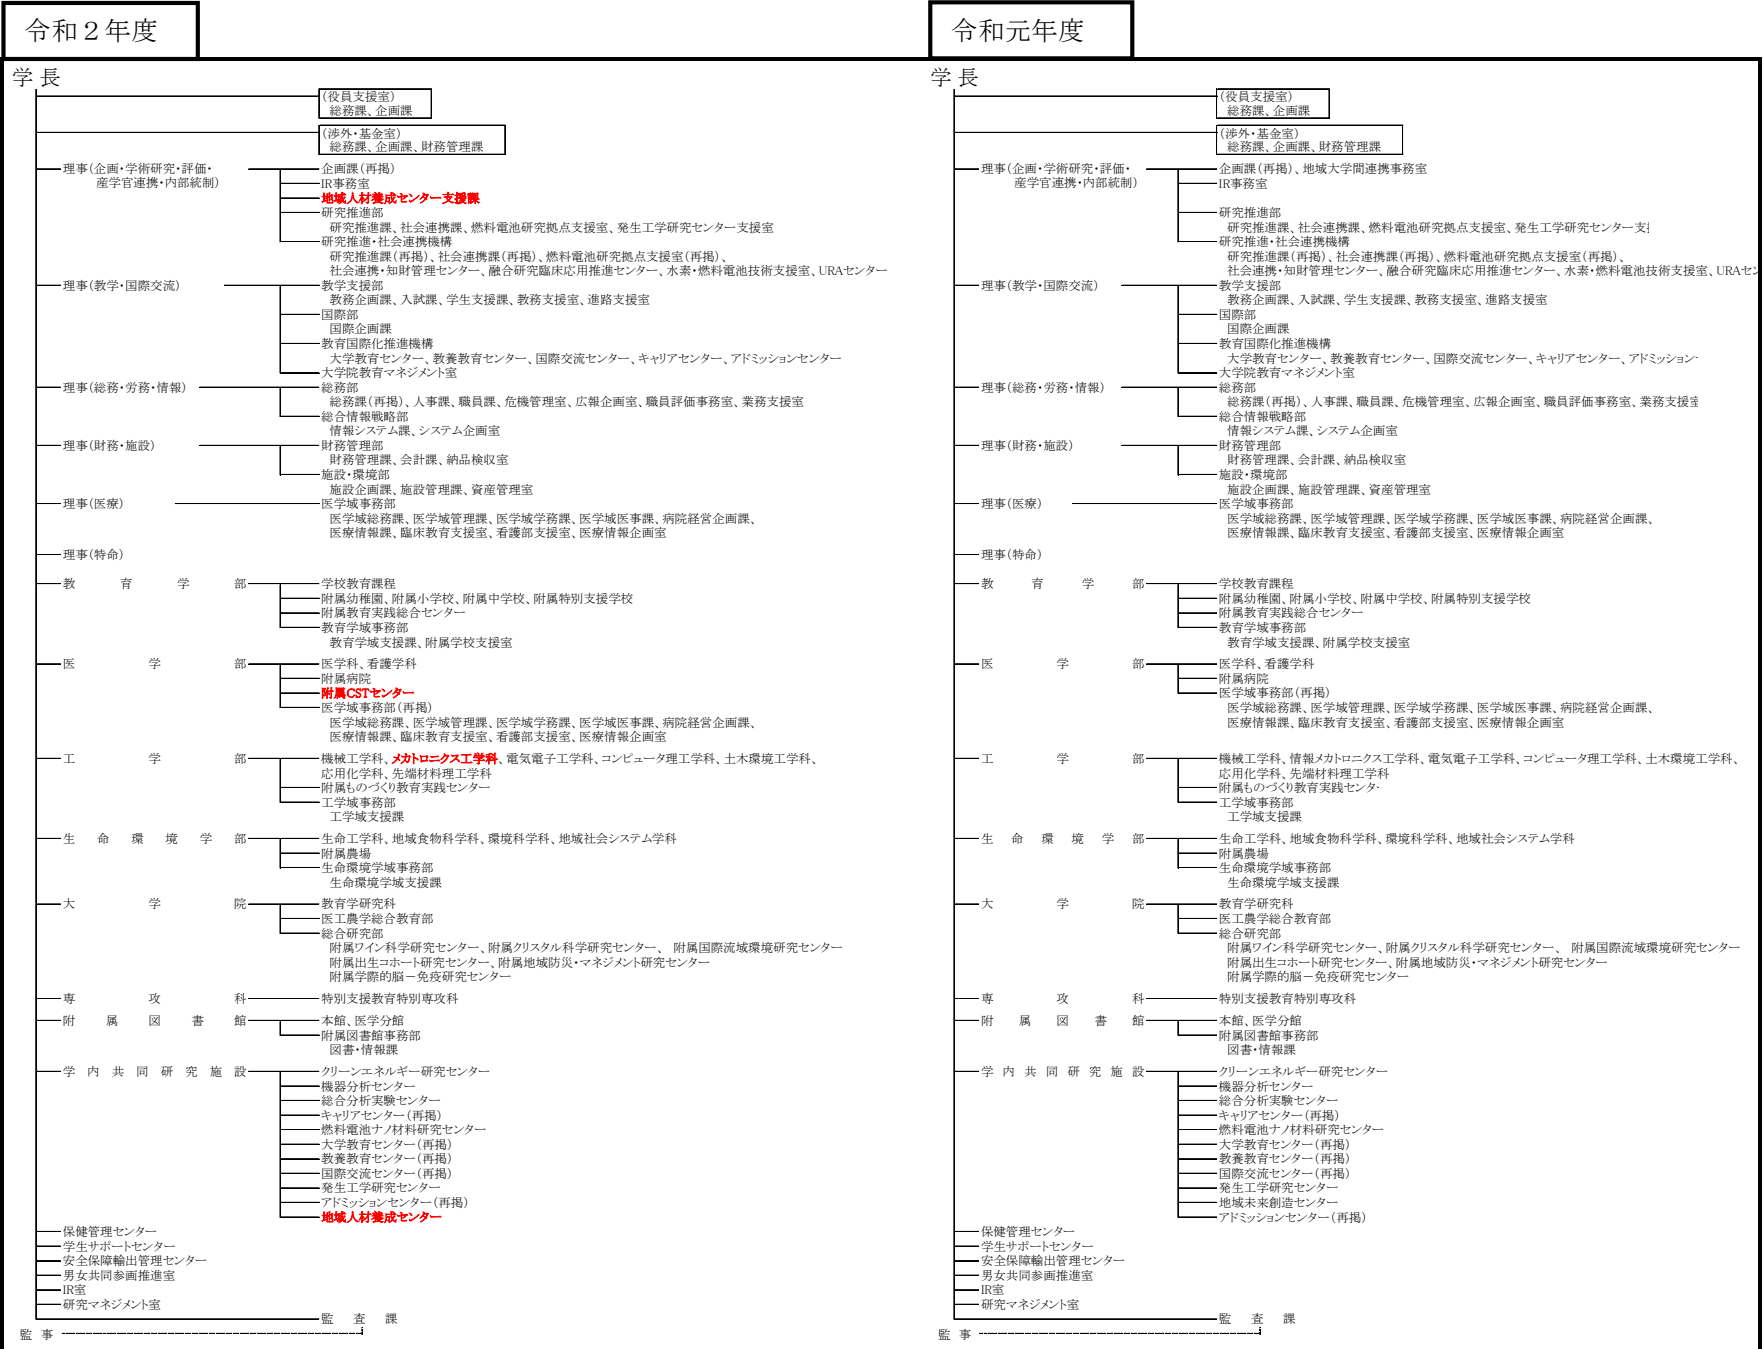 令和２年度
学 長
(役員支援室)
総務課、企画課
(渉外・基金室)
総務課、企画課、財務管理課
理事(企画・学術研究・評価・
産学官連携・内部統制)
企画課(再掲)
IR事務室
地域人材養成センター支援課
研究推進部
研究推進課、社会連携課、燃料電池研究拠点支援室、発生工学研究センター支援室
研究推進・社会連携機構
研究推進課(再掲)、社会連携課(再掲)、燃料電池研究拠点支援室(再掲)、
社会連携・知財管理センター、融合研究臨床応用推進センター、水素・燃料電池技術支援室、URAセンター
理事(教学・国際交流)
教学支援部
教務企画課、入試課、学生支援課、教務支援室、進路支援室
国際部
国際企画課
教育国際化推進機構
大学教育センター、教養教育センター、国際交流センター、キャリアセンター、アドミッションセンター
大学院教育マネジメント室
理事(総務・労務・情報)
総務部
総務課(再掲)、人事課、職員課、危機管理室、広報企画室、職員評価事務室、業務支援室
総合情報戦略部
情報システム課、システム企画室
理事(財務・施設)
財務管理部
財務管理課、会計課、納品検収室
施設・環境部
施設企画課、施設管理課、資産管理室
理事(医療)
医学域事務部
医学域総務課、医学域管理課、医学域学務課、医学域医事課、病院経営企画課、
医療情報課、臨床教育支援室、看護部支援室、医療情報企画室
理事(特命)
教 育 学 部
学校教育課程
附属幼稚園、附属小学校、附属中学校、附属特別支援学校
附属教育実践総合センター
教育学域事務部
教育学域支援課、附属学校支援室
医 学 部
医学科、看護学科
附属病院
附属CSTセンター
医学域事務部(再掲)
医学域総務課、医学域管理課、医学域学務課、医学域医事課、病院経営企画課、
医療情報課、臨床教育支援室、看護部支援室、医療情報企画室
工 学 部
機械工学科、メカトロニクス工学科、電気電子工学科、コンピュータ理工学科、土木環境工学科、
応用化学科、先端材料理工学科
附属ものづくり教育実践センター
工学域事務部
工学域支援課
生 命 環 境 学 部
生命工学科、地域食物科学科、環境科学科、地域社会システム学科
附属農場
生命環境学域事務部
生命環境学域支援課
大 学 院
教育学研究科
医工農学総合教育部
総合研究部
附属ワイン科学研究センター、附属クリスタル科学研究センター、 附属国際流域環境研究センター
附属出生コホート研究センター、附属地域防災・マネジメント研究センター
附属学際的脳－免疫研究センター
専 攻 科
特別支援教育特別専攻科
附 属 図 書 館
本館、医学分館
附属図書館事務部
図書・情報課
学 内 共 同 研 究 施 設
クリーンエネルギー研究センター
機器分析センター
総合分析実験センター
キャリアセンター(再掲)
燃料電池ナノ材料研究センター
大学教育センター(再掲)
教養教育センター(再掲)
国際交流センター(再掲)
発生工学研究センター
アドミッションセンター(再掲)
地域人材養成センター
保健管理センター
学生サポートセンター
安全保障輸出管理センター
男女共同参画推進室
IR室
研究マネジメント室
監 査 課
監 事
令和元年度
学 長
(役員支援室)
総務課、企画課
(渉外・基金室)
総務課、企画課、財務管理課
理事(企画・学術研究・評価・
産学官連携・内部統制)
企画課(再掲)、地域大学間連携事務室
IR事務室
研究推進部
研究推進課、社会連携課、燃料電池研究拠点支援室、発生工学研究センター支
研究推進・社会連携機構
研究推進課(再掲)、社会連携課(再掲)、燃料電池研究拠点支援室(再掲)、
社会連携・知財管理センター、融合研究臨床応用推進センター、水素・燃料電池技術支援室、URAセン
理事(教学・国際交流)
教学支援部
教務企画課、入試課、学生支援課、教務支援室、進路支援室
国際部
国際企画課
教育国際化推進機構
大学教育センター、教養教育センター、国際交流センター、キャリアセンター、アドミッション
大学院教育マネジメント室
理事(総務・労務・情報)
総務部
総務課(再掲)、人事課、職員課、危機管理室、広報企画室、職員評価事務室、業務支援室
総合情報戦略部
情報システム課、システム企画室
理事(財務・施設)
財務管理部
財務管理課、会計課、納品検収室
施設・環境部
施設企画課、施設管理課、資産管理室
理事(医療)
医学域事務部
医学域総務課、医学域管理課、医学域学務課、医学域医事課、病院経営企画課、
医療情報課、臨床教育支援室、看護部支援室、医療情報企画室
理事(特命)
教 育 学 部
学校教育課程
附属幼稚園、附属小学校、附属中学校、附属特別支援学校
附属教育実践総合センター
教育学域事務部
教育学域支援課、附属学校支援室
医 学 部
医学科、看護学科
附属病院
医学域事務部(再掲)
医学域総務課、医学域管理課、医学域学務課、医学域医事課、病院経営企画課、
医療情報課、臨床教育支援室、看護部支援室、医療情報企画室
工 学 部
機械工学科、情報メカトロニクス工学科、電気電子工学科、コンピュータ理工学科、土木環境工学科、
応用化学科、先端材料理工学科
附属ものづくり教育実践センタ
工学域事務部
工学域支援課
生 命 環 境 学 部
生命工学科、地域食物科学科、環境科学科、地域社会システム学科
附属農場
生命環境学域事務部
生命環境学域支援課
大 学 院
教育学研究科
医工農学総合教育部
総合研究部
附属ワイン科学研究センター、附属クリスタル科学研究センター、 附属国際流域環境研究センター
附属出生コホート研究センター、附属地域防災・マネジメント研究センター
附属学際的脳－免疫研究センター
専 攻 科
特別支援教育特別専攻科
附 属 図 書 館
本館、医学分館
附属図書館事務部
図書・情報課
学 内 共 同 研 究 施 設
クリーンエネルギー研究センター
機器分析センター
総合分析実験センター
キャリアセンター(再掲)
燃料電池ナノ材料研究センター
大学教育センター(再掲)
教養教育センター(再掲)
国際交流センター(再掲)
発生工学研究センター
地域未来創造センター
アドミッションセンター(再掲)
保健管理センター
学生サポートセンター
安全保障輸出管理センター
男女共同参画推進室
IR室
研究マネジメント室
監 査 課
監 事